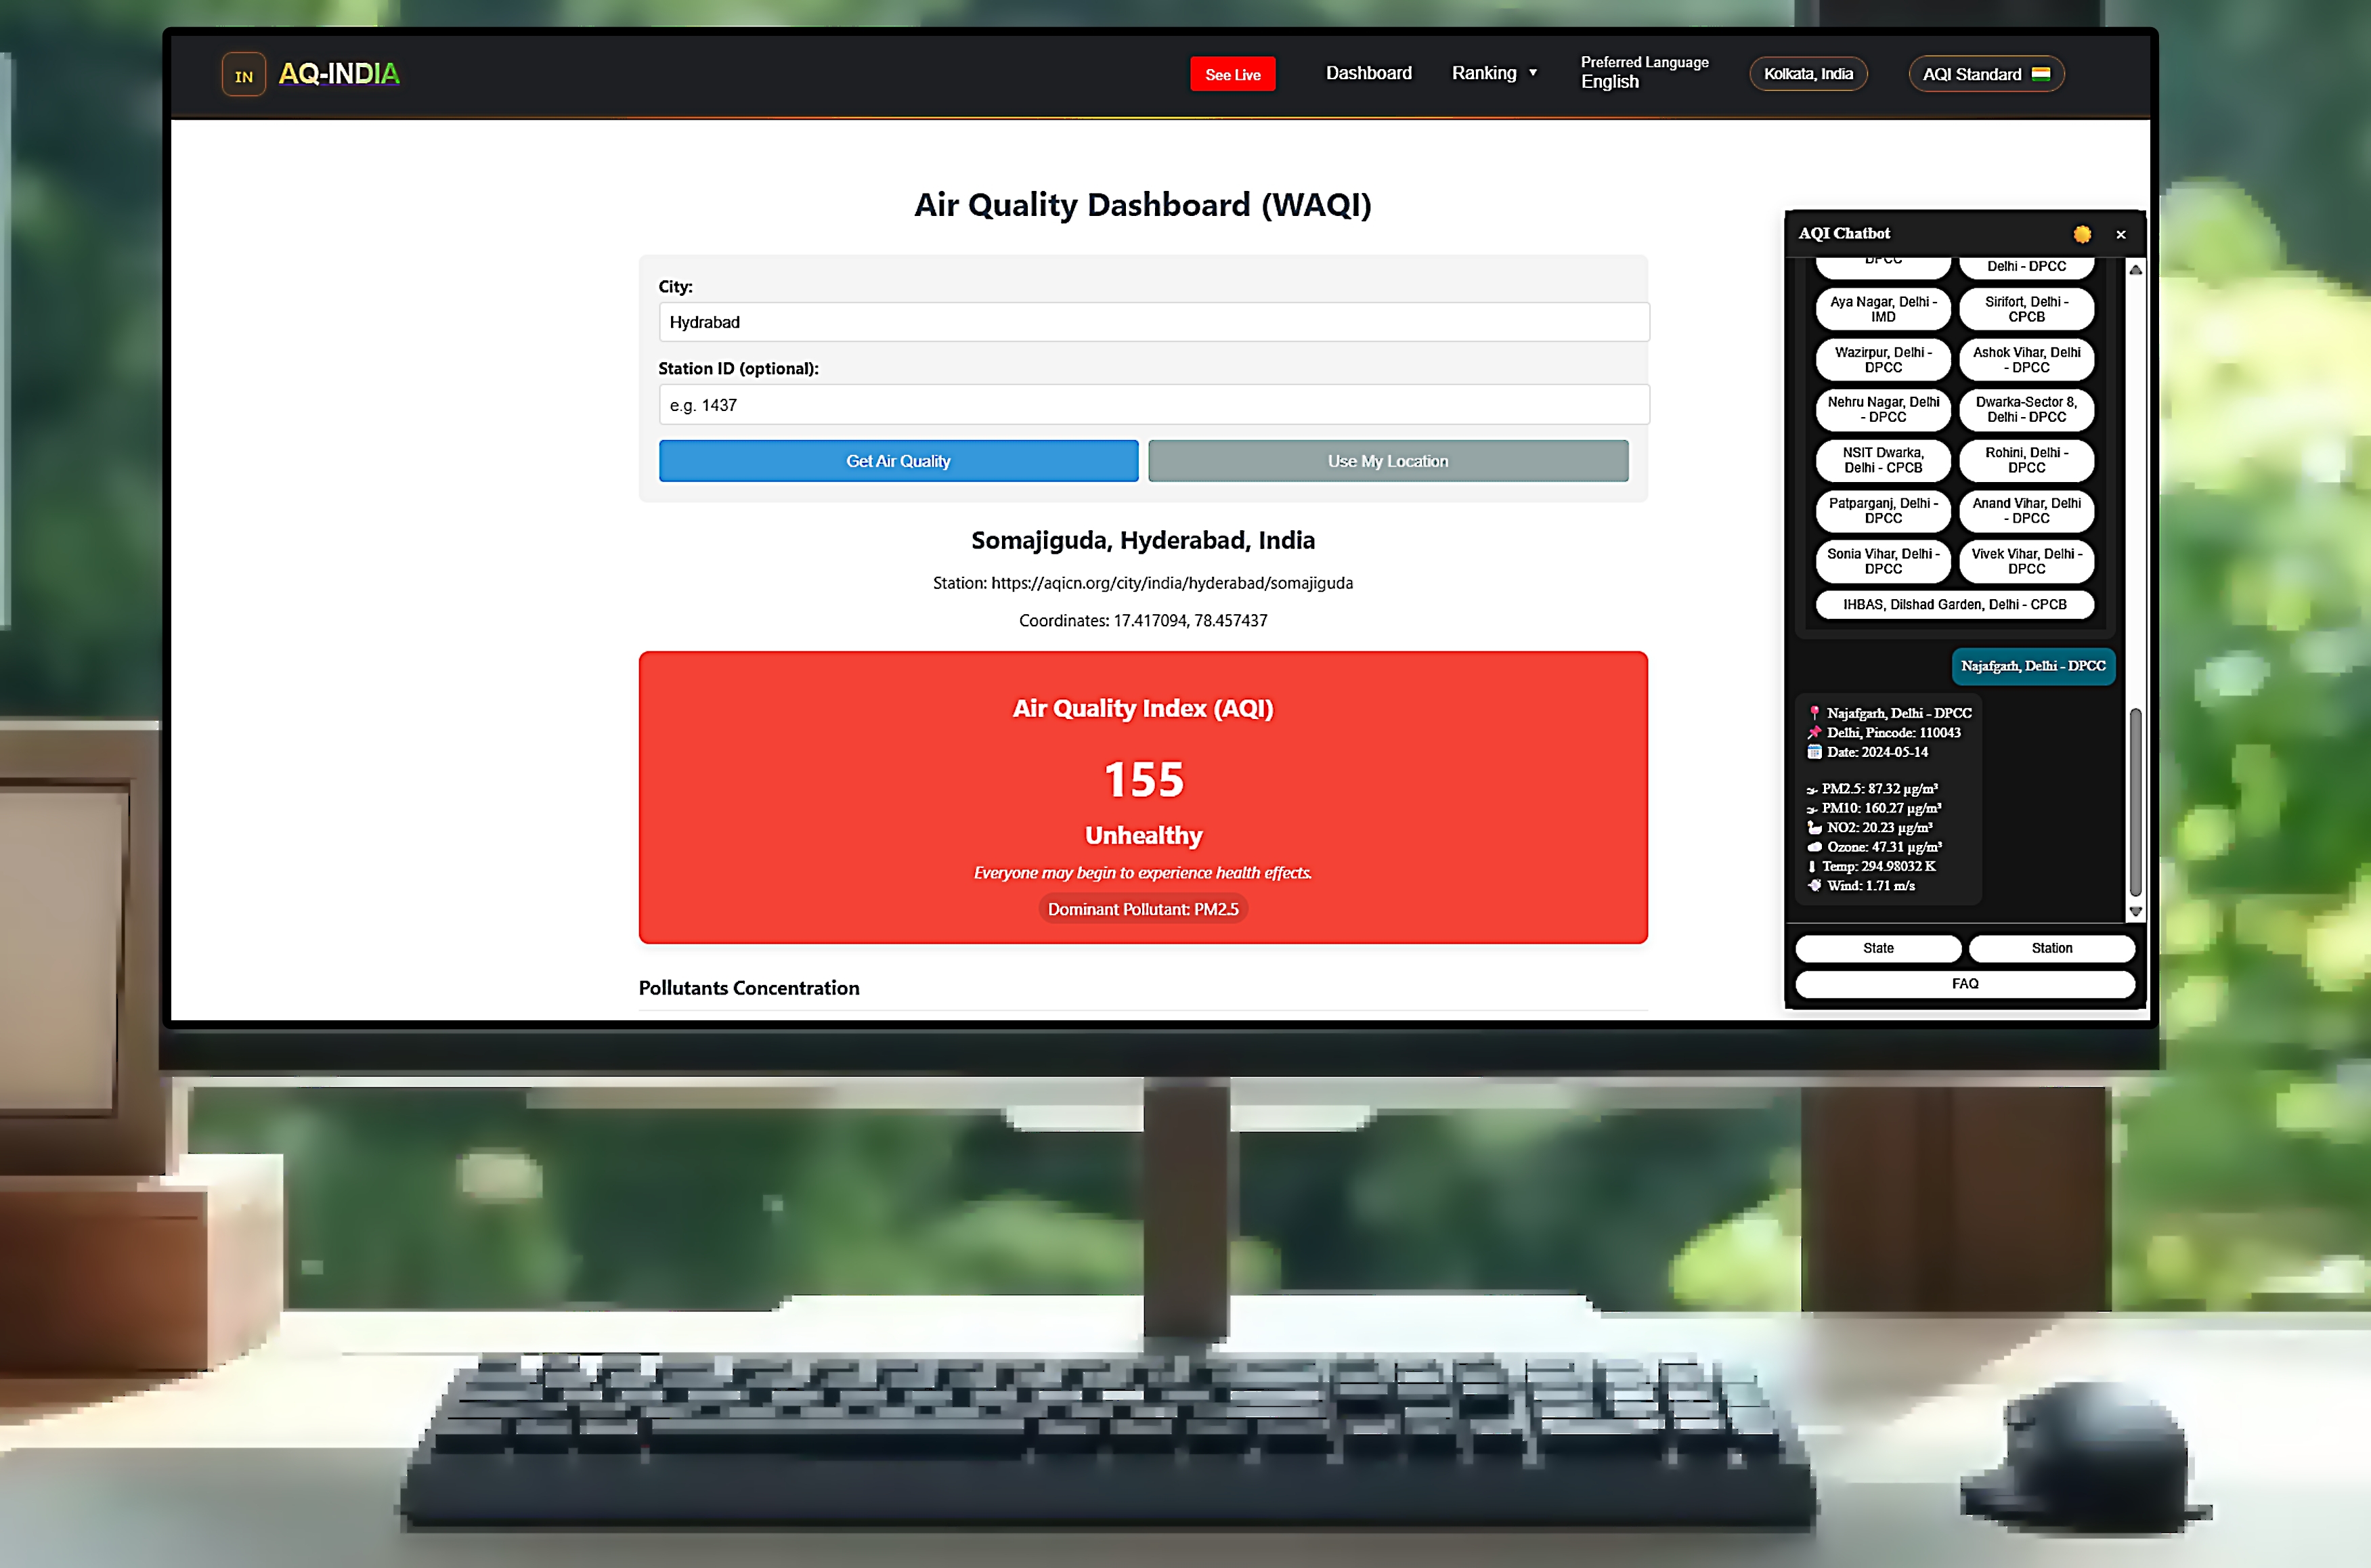 IN
AQ-INDIA
See Live
Dashboard
Ranking ▼
Preferred Language
English
Kolkata, India
AQI Standard
Air Quality Dashboard (WAQI)
City:
Hydrabad
Station ID (optional):
e.g. 1437
Get Air Quality
Use My Location
Somajiguda, Hyderabad, India
Station: https://aqicn.org/city/india/hyderabad/somajiguda
Coordinates: 17.417094, 78.457437
Air Quality Index (AQI)
155
Unhealthy
Everyone may begin to experience health effects.
Dominant Pollutant: PM2.5
Pollutants Concentration
AQI Chatbot
×
DPCC
Delhi - DPCC
Aya Nagar, Delhi -
IMD
Sirifort, Delhi -
CPCB
Wazirpur, Delhi -
DPCC
Ashok Vihar, Delhi
- DPCC
Nehru Nagar, Delhi
- DPCC
Dwarka-Sector 8,
Delhi - DPCC
NSIT Dwarka,
Delhi - CPCB
Rohini, Delhi -
DPCC
Patparganj, Delhi -
DPCC
Anand Vihar, Delhi
- DPCC
Sonia Vihar, Delhi -
DPCC
Vivek Vihar, Delhi -
DPCC
IHBAS, Dilshad Garden, Delhi - CPCB
Najafgarh, Delhi - DPCC
Najafgarh, Delhi - DPCC
Delhi, Pincode: 110043
Date: 2024-05-14
PM2.5: 87.32 µg/m³
PM10: 160.27 µg/m³
NO2: 20.23 µg/m³
Ozone: 47.31 µg/m³
Temp: 294.98032 K
Wind: 1.71 m/s
State
Station
FAQ